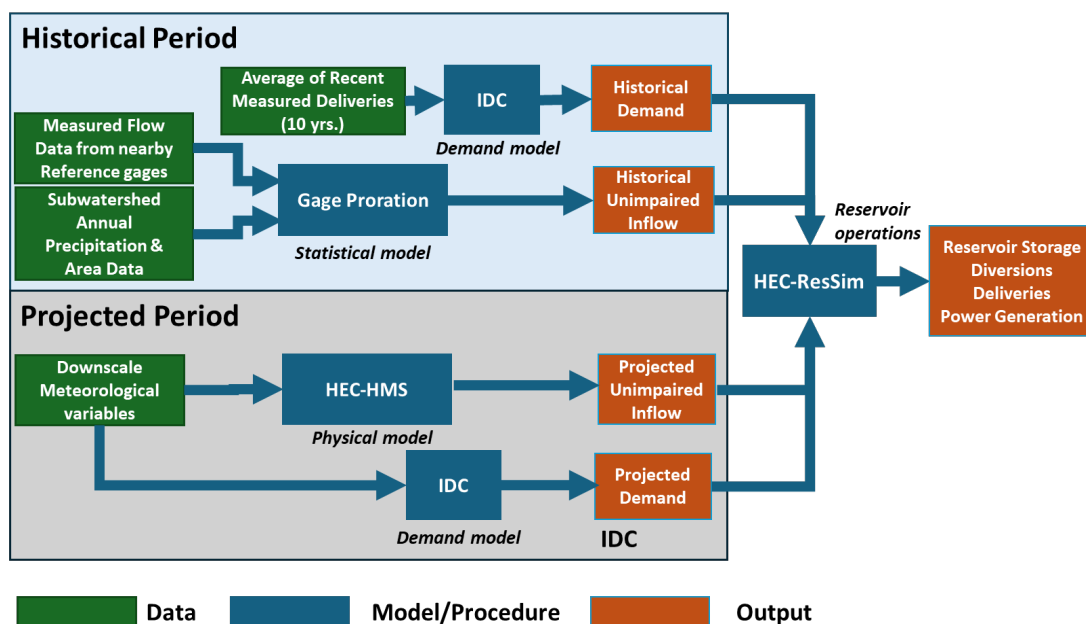 Historical Period
Average of Recent
Measured Deliveries
(10 yrs.)
IDC
Demand model
Historical
Demand
Measured Flow
Data from nearby
Reference gages
Subwatershed
Annual
Precipitation &
Area Data
Gage Proration
Statistical model
Historical
Unimpaired
Inflow
Reservoir
operations
HEC-ResSim
Reservoir Storage
Diversions
Deliveries
Power Generation
Projected Period
Downscale
Meteorological
variables
HEC-HMS
Physical model
Projected
Unimpaired
Inflow
IDC
Demand model
Projected
Demand
IDC
Data
Model/Procedure
Output